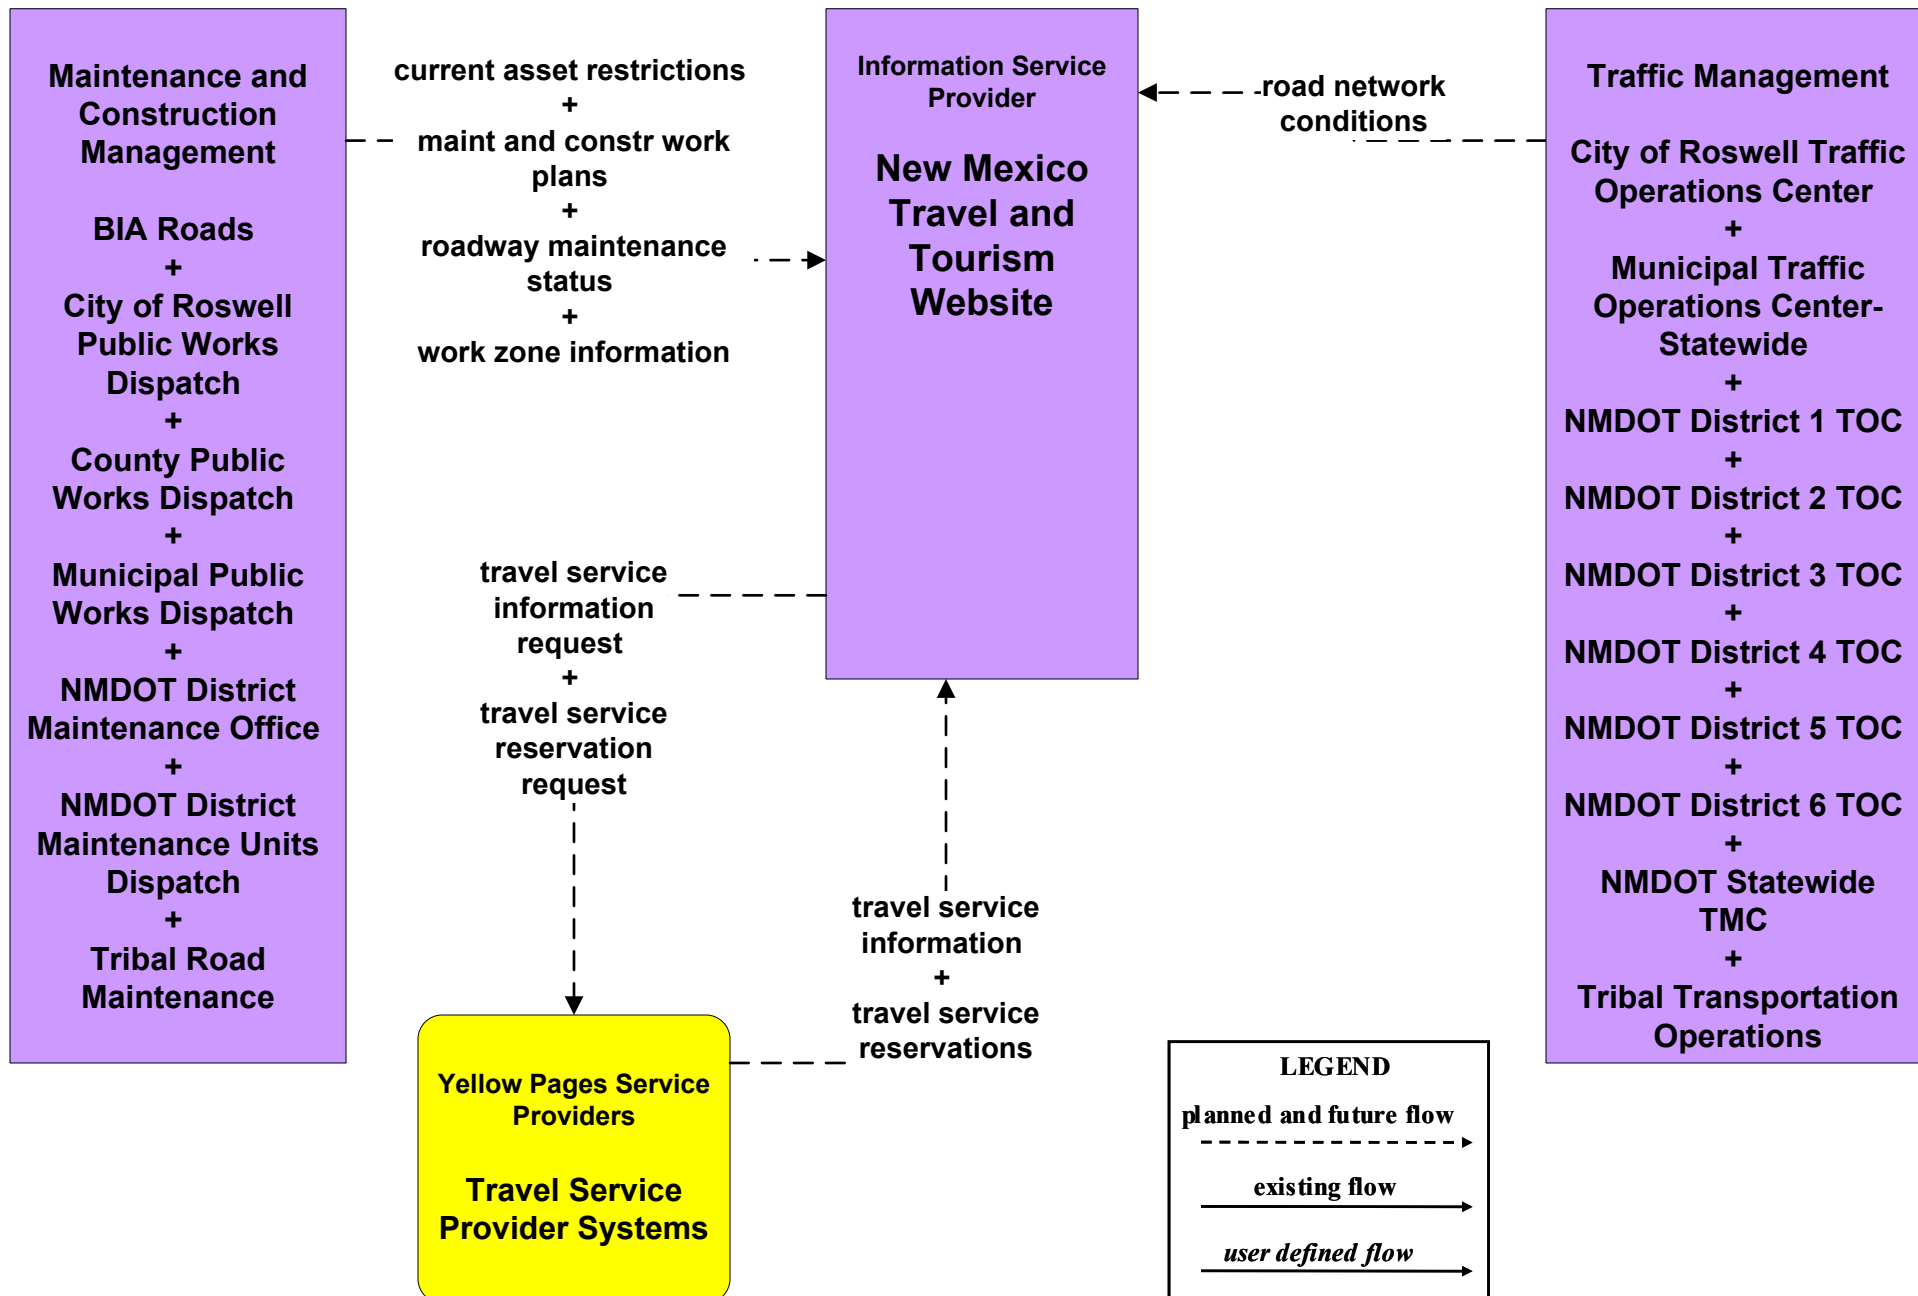 Maintenance and
Construction
Management
BIA Roads
+
City of Roswell
Public Works
Dispatch
+
County Public
Works Dispatch
+
Municipal Public
Works Dispatch
+
NMDOT District
Maintenance Office
+
NMDOT District
Maintenance Units
Dispatch
+
Tribal Road
Maintenance
current asset restrictions
+
maint and constr work
plans
+
roadway maintenance
status
+
work zone information
Information Service
Provider
New Mexico
Travel and
Tourism
Website
road network
conditions
Traffic Management
City of Roswell Traffic
Operations Center
+
Municipal Traffic
Operations Center-
Statewide
+
NMDOT District 1 TOC
+
NMDOT District 2 TOC
+
NMDOT District 3 TOC
+
NMDOT District 4 TOC
+
NMDOT District 5 TOC
+
NMDOT District 6 TOC
+
NMDOT Statewide
TMC
+
Tribal Transportation
Operations
travel service
information
request
+
travel service
reservation
request
travel service
information
+
travel service
reservations
Yellow Pages Service
Providers
Travel Service
Provider Systems
LEGEND
planned and future flow
existing flow
user defined flow